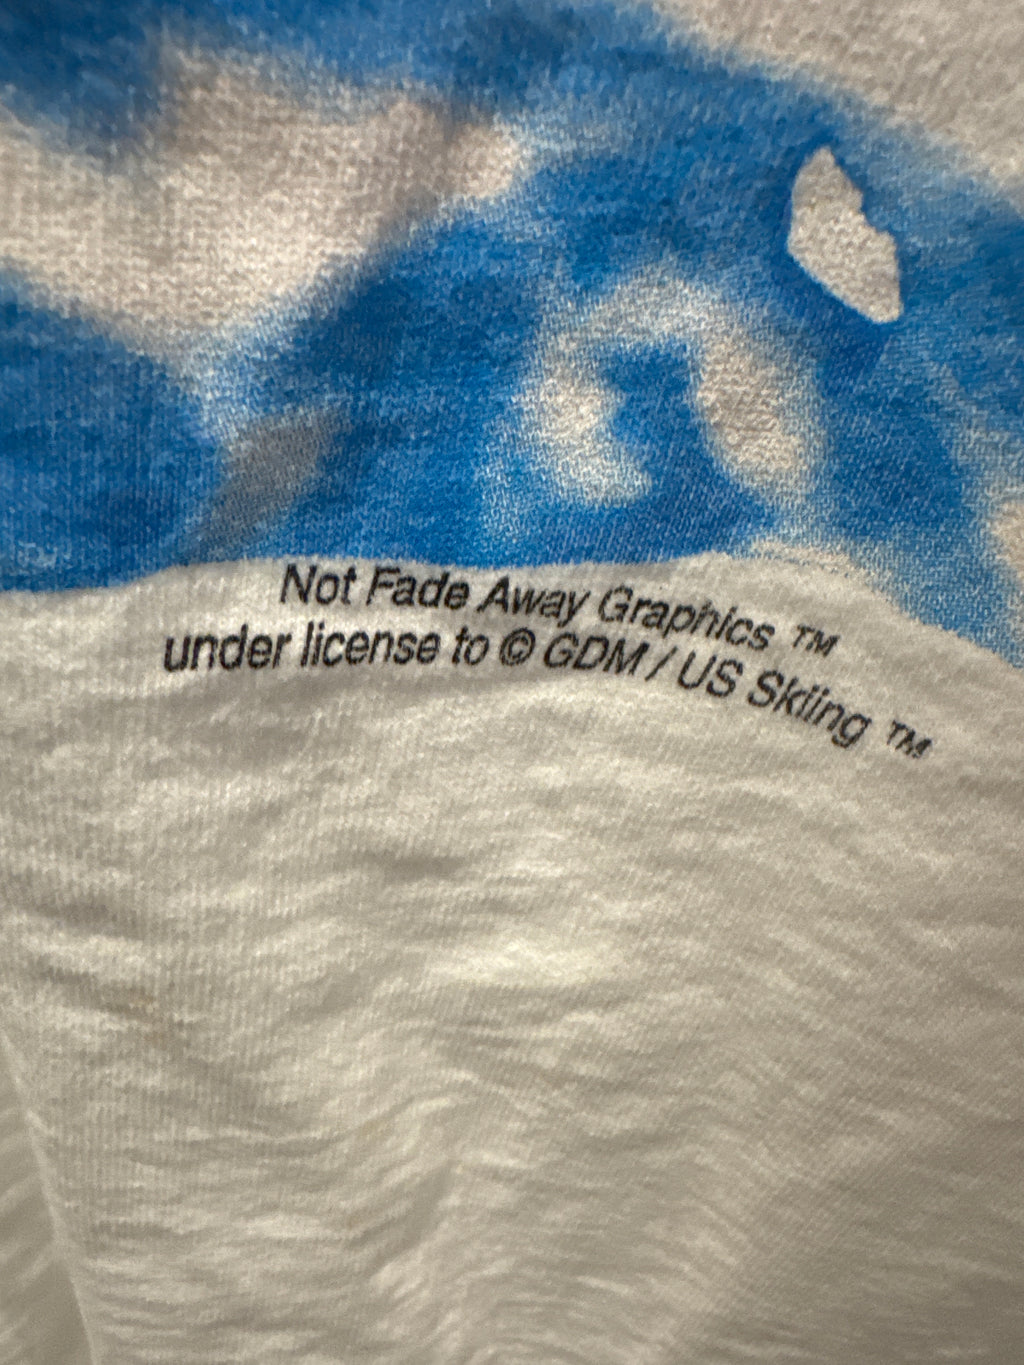 Not Fade Away Graphics ™
under license to © GDM / US Skiing ™